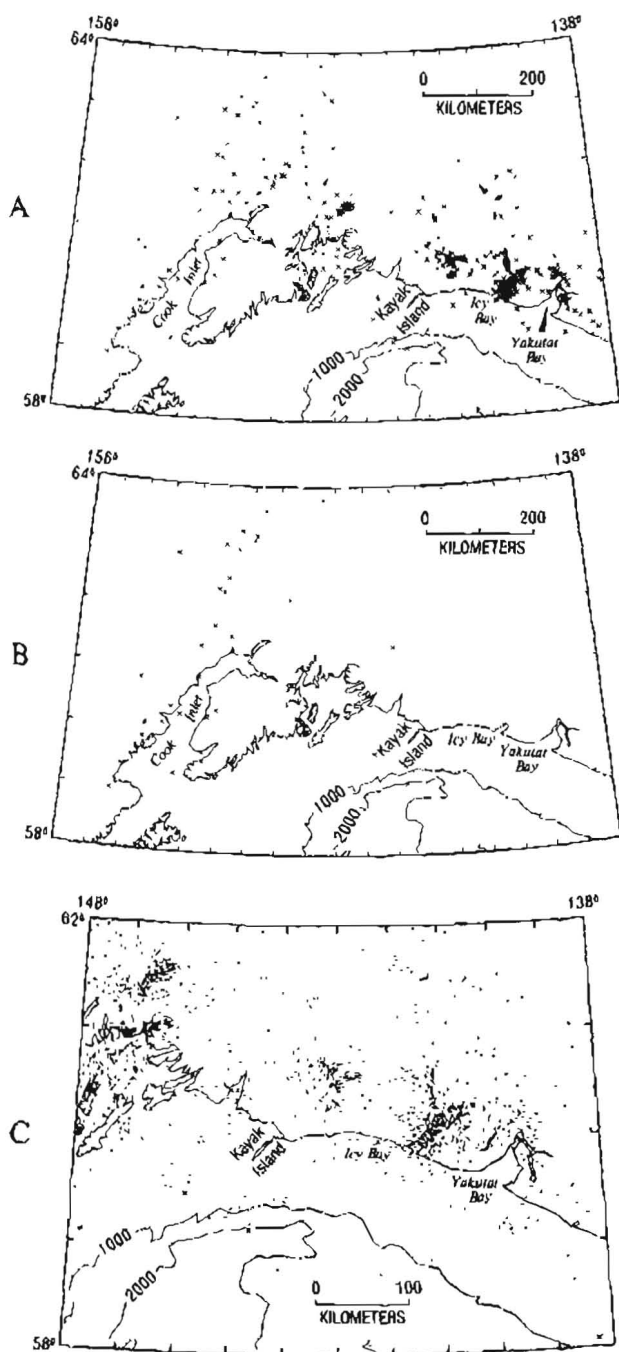 158°
138°
64°
0 200
KILOMETERS
A
Cook Inlet
Kayak Island
Icy Bay
Yakutat Bay
1000
2000
58°
158°
138°
64°
0 200
KILOMETERS
B
Cook Inlet
Kayak Island
Icy Bay
Yakutat Bay
1000
2000
58°
148°
138°
62°
C
Kayak Island
Icy Bay
Yakutat Bay
1000
2000
0 100
KILOMETERS
58°